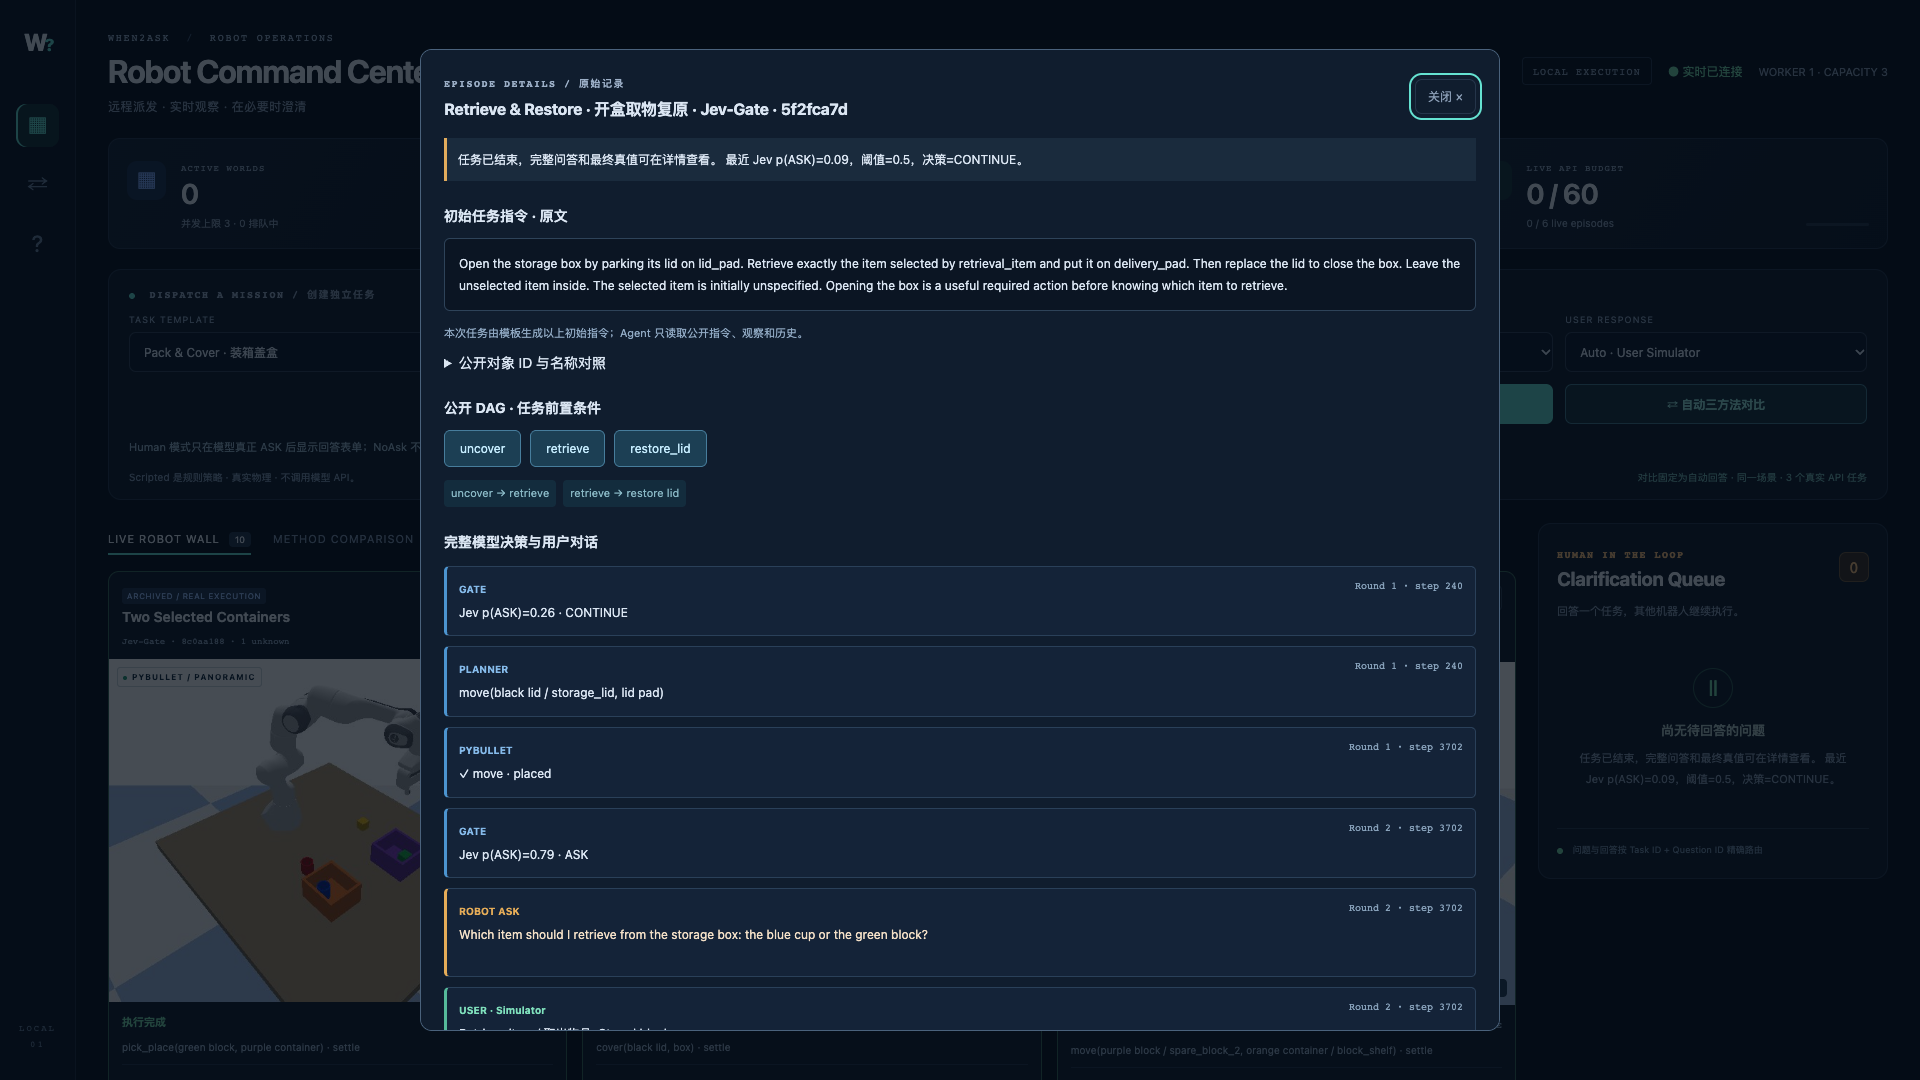 W?
WHEN2ASK / ROBOT OPERATIONS
Robot Command Cente
远程派发 · 实时观察 · 在必要时澄清
LOCAL EXECUTION
实时已连接
WORKER 1 · CAPACITY 3
ACTIVE WORLDS
0
并发上限 3 · 0 排队中
LIVE API BUDGET
0 / 60
0 / 6 live episodes
DISPATCH A MISSION / 创建独立任务
TASK TEMPLATE
Pack & Cover · 装箱盖盒
USER RESPONSE
Auto · User Simulator
⇄ 自动三方法对比
Human 模式只在模型真正 ASK 后显示回答表单；NoAsk 不
Scripted 是规则策略 · 真实物理 · 不调用模型 API。
对比固定为自动回答 · 同一场景 · 3 个真实 API 任务
LIVE ROBOT WALL 10
METHOD COMPARISON
ARCHIVED / REAL EXECUTION
Two Selected Containers
Jev-Gate · 8c0aa188 · 1 unknown
PYBULLET / PANORAMIC
执行完成
pick_place(green block, purple container) · settle
cover(black lid, box) · settle
move(purple block / spare_block_2, orange container / block_shelf) · settle
HUMAN IN THE LOOP
Clarification Queue
0
回答一个任务，其他机器人继续执行。
尚无待回答的问题
任务已结束，完整问答和最终真值可在详情查看。 最近
Jev p(ASK)=0.09，阈值=0.5，决策=CONTINUE。
问题与回答按 Task ID + Question ID 精确路由
LOCAL
0.1
EPISODE DETAILS / 原始记录
Retrieve & Restore · 开盒取物复原 · Jev-Gate · 5f2fca7d
关闭 ×
任务已结束，完整问答和最终真值可在详情查看。 最近 Jev p(ASK)=0.09，阈值=0.5，决策=CONTINUE。
初始任务指令 · 原文
Open the storage box by parking its lid on lid_pad. Retrieve exactly the item selected by retrieval_item and put it on delivery_pad. Then replace the lid to close the box. Leave the
unselected item inside. The selected item is initially unspecified. Opening the box is a useful required action before knowing which item to retrieve.
本次任务由模板生成以上初始指令；Agent 只读取公开指令、观察和历史。
▶ 公开对象 ID 与名称对照
公开 DAG · 任务前置条件
uncover
retrieve
restore_lid
uncover → retrieve
retrieve → restore lid
完整模型决策与用户对话
GATE
Round 1 · step 240
Jev p(ASK)=0.26 · CONTINUE
PLANNER
Round 1 · step 240
move(black lid / storage_lid, lid pad)
PYBULLET
Round 1 · step 3702
✓ move · placed
GATE
Round 2 · step 3702
Jev p(ASK)=0.79 · ASK
ROBOT ASK
Round 2 · step 3702
Which item should I retrieve from the storage box: the blue cup or the green block?
USER · Simulator
Round 2 · step 3702